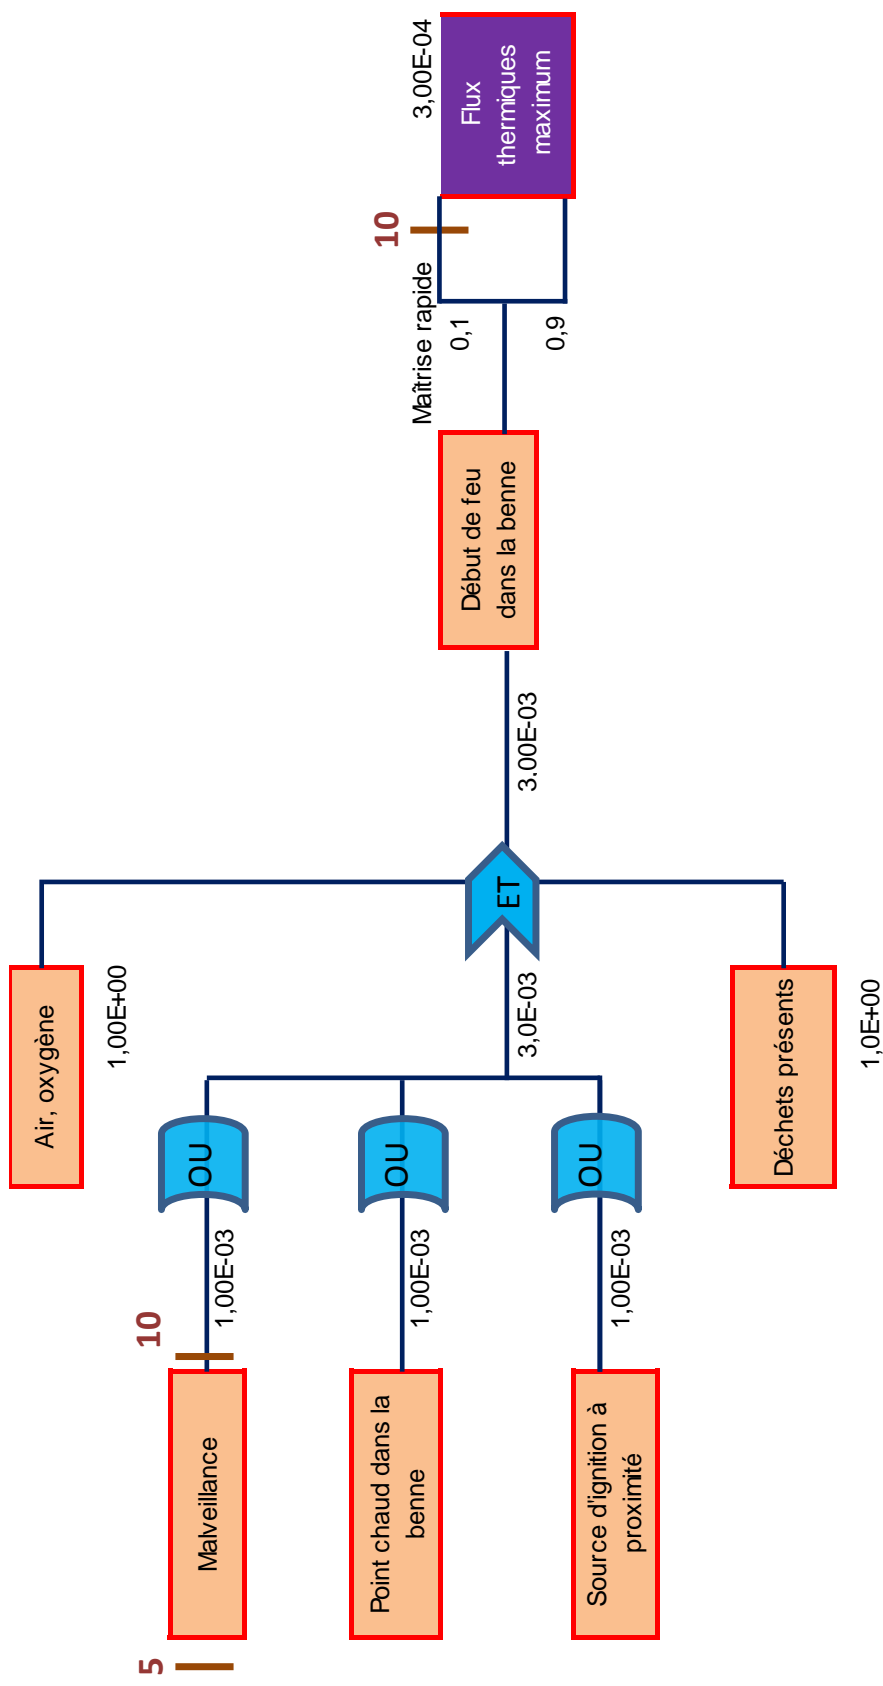 Air, oxygène
1,00E+00
5
Malveillance
10
1,00E-03
OU
Point chaud dans la
benne
1,00E-03
OU
Source d'ignition à
proximité
1,00E-03
OU
3,0E-03
Déchets présents
1,0E+00
ET
3.00E-03
Début de feu
dans la benne
Maîtrise rapide
0,1
0,9
10
3,00E-04
Flux
thermiques
maximum